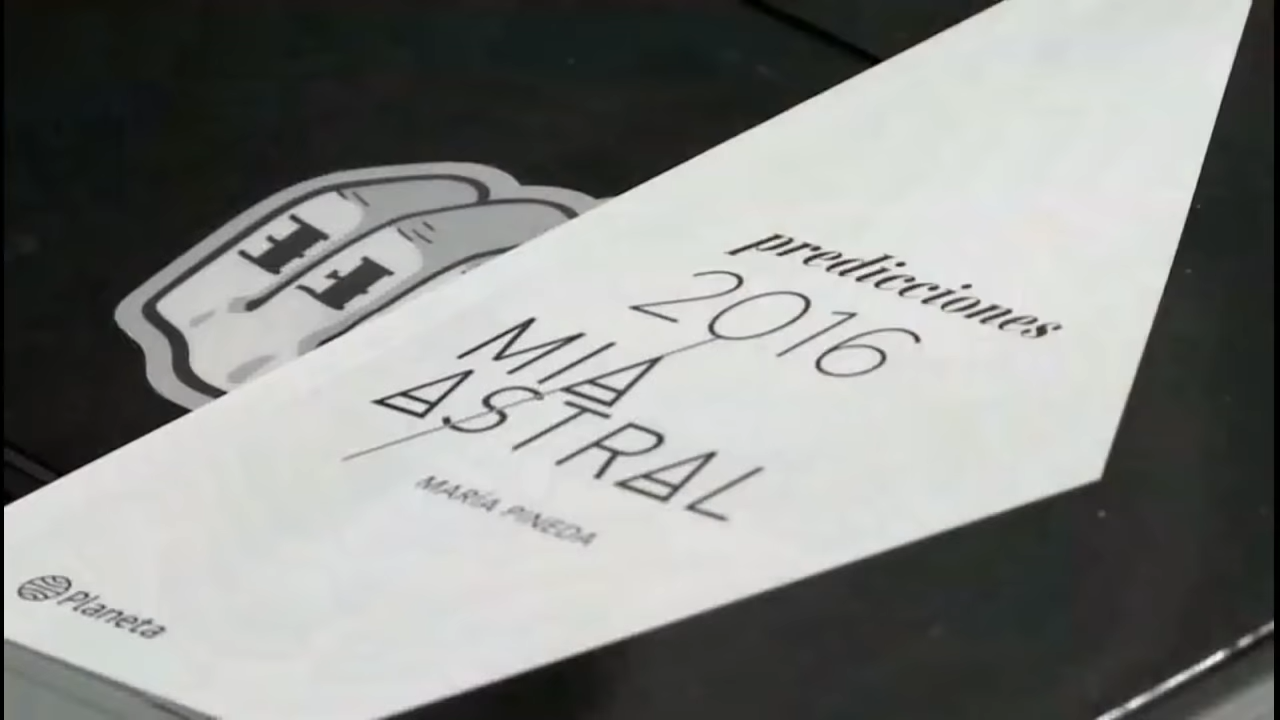 predicciones
2016
MIA
ASTRAL
MARÍA PINEDA
Planeta